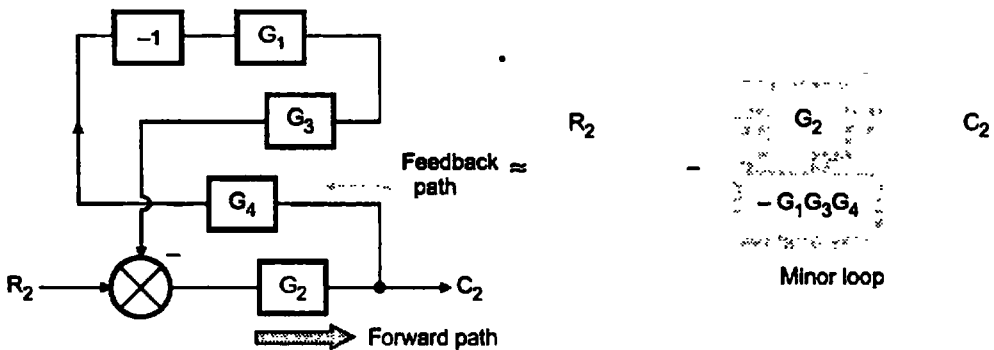 –1
G1
G3
Feedback path
≈
G4
R2
–
G2
C2
Forward path
R2
–
G2
– G1G3G4
C2
Minor loop